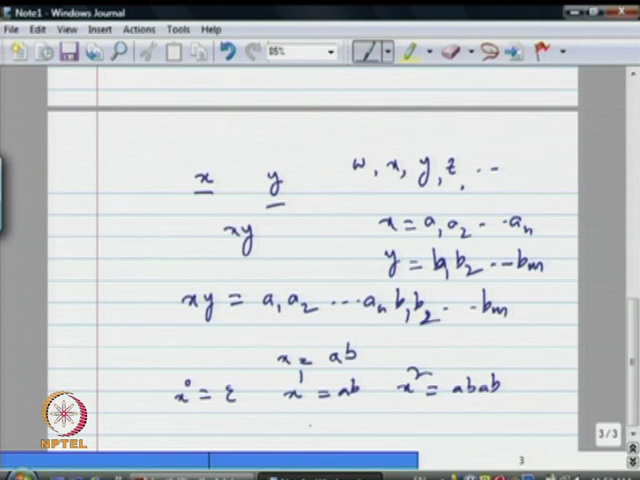 Note1 - Windows Journal
File Edit View Insert Actions Tools Help
85%
x y w, x, y, z, ...
xy x = a₁ a₂ ... aₙ
y = b₁ b₂ ... bₘ
xy = a₁ a₂ ... aₙ b₁ b₂ ... bₘ
x = ab
x⁰ = ε x¹ = ab x² = abab
NPTEL
3/3
3